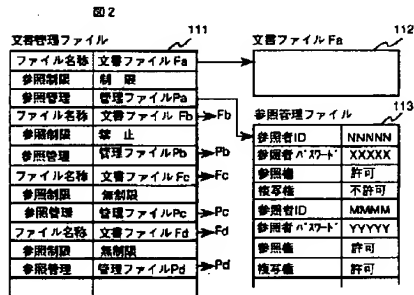 図2
文書管理ファイル 111
ファイル名称 文書ファイルFa
参照制限 制 限
参照管理 管理ファイルPa
ファイル名称 文書ファイル Fb Fb
参照制限 禁 止
参照管理 管理ファイルPb Pb
ファイル名称 文書ファイルFc Fc
参照制限 無制限
参照管理 管理ファイルPc Pc
ファイル名称 文書ファイルFd Fd
参照制限 無制限
参照管理 管理ファイルPd Pd
文書ファイル Fa 112
参照管理ファイル 113
参照者ID NNNNN
参照者パスワード XXXXX
参照権 許可
複写権 不許可
参照者ID MMMM
参照者パスワード YYYYY
参照権 許可
複写権 許可